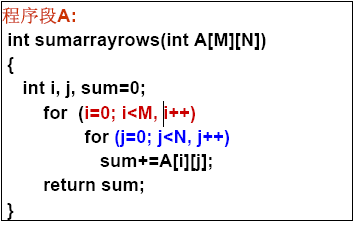 程序段A:
int sumarrayrows(int A[M][N])
{
int i, j, sum=0;
for (i=0; i<M, i++)
for (j=0; j<N, j++)
sum+=A[i][j];
return sum;
}